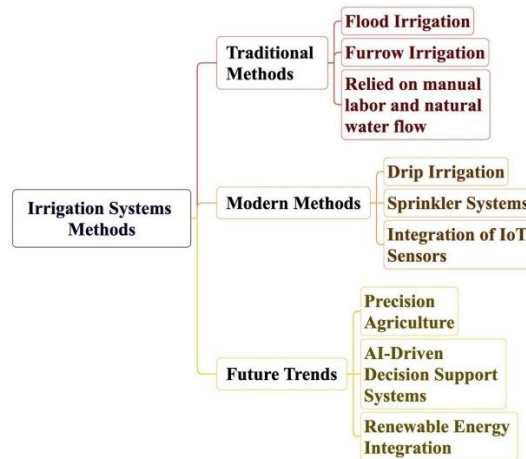 Irrigation Systems
Methods
Traditional
Methods
Flood Irrigation
Furrow Irrigation
Relied on manual
labor and natural
water flow
Modern Methods
Drip Irrigation
Sprinkler Systems
Integration of IoT
Sensors
Future Trends
Precision
Agriculture
AI-Driven
Decision Support
Systems
Renewable Energy
Integration